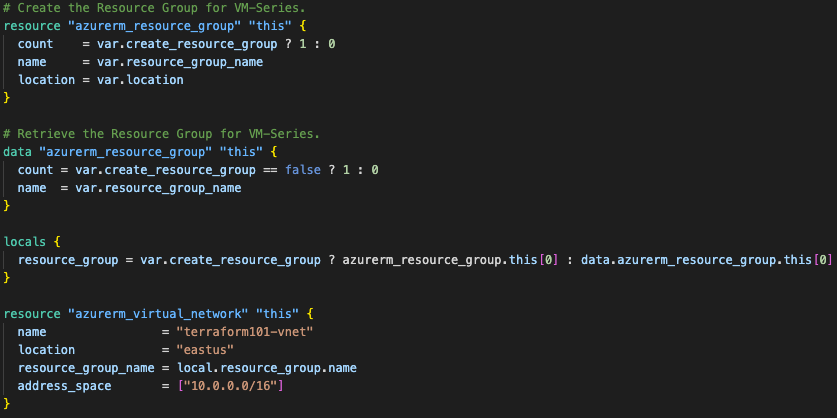 # Create the Resource Group for VM-Series.
resource "azurerm_resource_group" "this" {
  count    = var.create_resource_group ? 1 : 0
  name     = var.resource_group_name
  location = var.location
}

# Retrieve the Resource Group for VM-Series.
data "azurerm_resource_group" "this" {
  count = var.create_resource_group == false ? 1 : 0
  name  = var.resource_group_name
}

locals {
  resource_group = var.create_resource_group ? azurerm_resource_group.this[0] : data.azurerm_resource_group.this[0]
}

resource "azurerm_virtual_network" "this" {
  name                = "terraform101-vnet"
  location            = "eastus"
  resource_group_name = local.resource_group.name
  address_space       = ["10.0.0.0/16"]
}